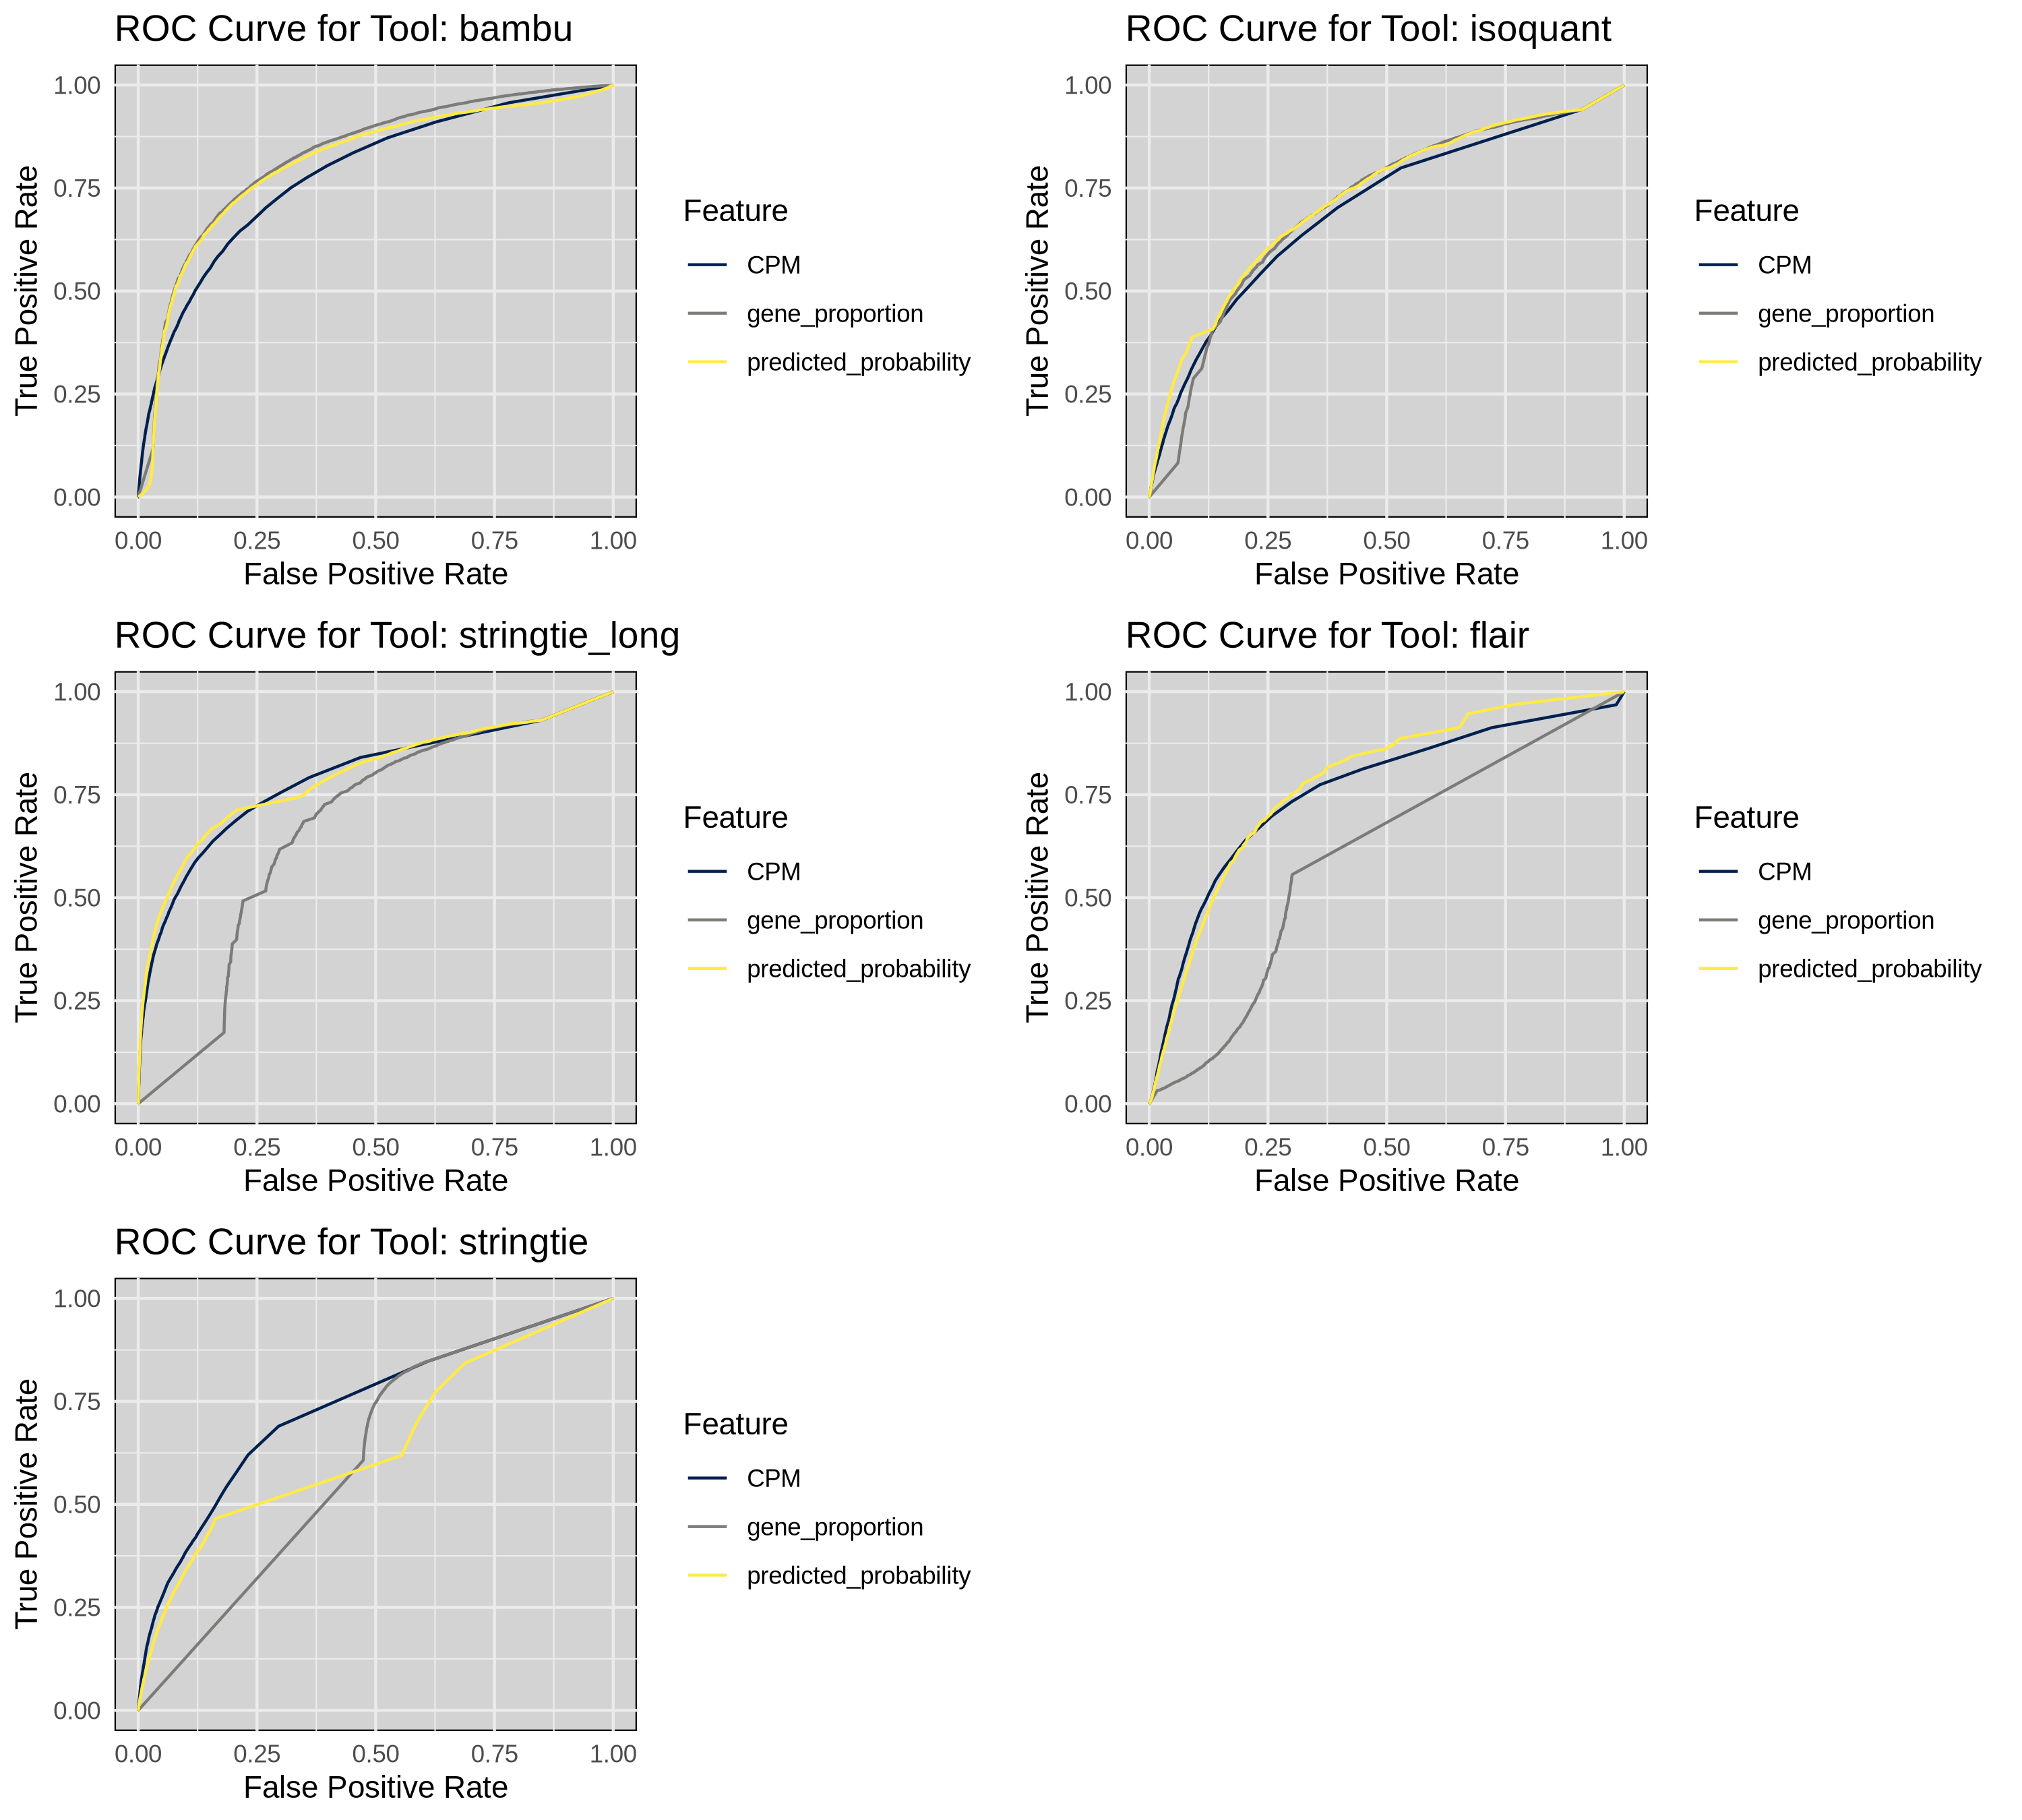 ROC Curve for Tool: bambu
True Positive Rate
1.00
0.75
0.50
0.25
0.00
0.00 0.25 0.50 0.75 1.00
False Positive Rate
Feature
CPM
gene_proportion
predicted_probability
ROC Curve for Tool: isoquant
True Positive Rate
1.00
0.75
0.50
0.25
0.00
0.00 0.25 0.50 0.75 1.00
False Positive Rate
Feature
CPM
gene_proportion
predicted_probability
ROC Curve for Tool: stringtie_long
True Positive Rate
1.00
0.75
0.50
0.25
0.00
0.00 0.25 0.50 0.75 1.00
False Positive Rate
Feature
CPM
gene_proportion
predicted_probability
ROC Curve for Tool: flair
True Positive Rate
1.00
0.75
0.50
0.25
0.00
0.00 0.25 0.50 0.75 1.00
False Positive Rate
Feature
CPM
gene_proportion
predicted_probability
ROC Curve for Tool: stringtie
True Positive Rate
1.00
0.75
0.50
0.25
0.00
0.00 0.25 0.50 0.75 1.00
False Positive Rate
Feature
CPM
gene_proportion
predicted_probability